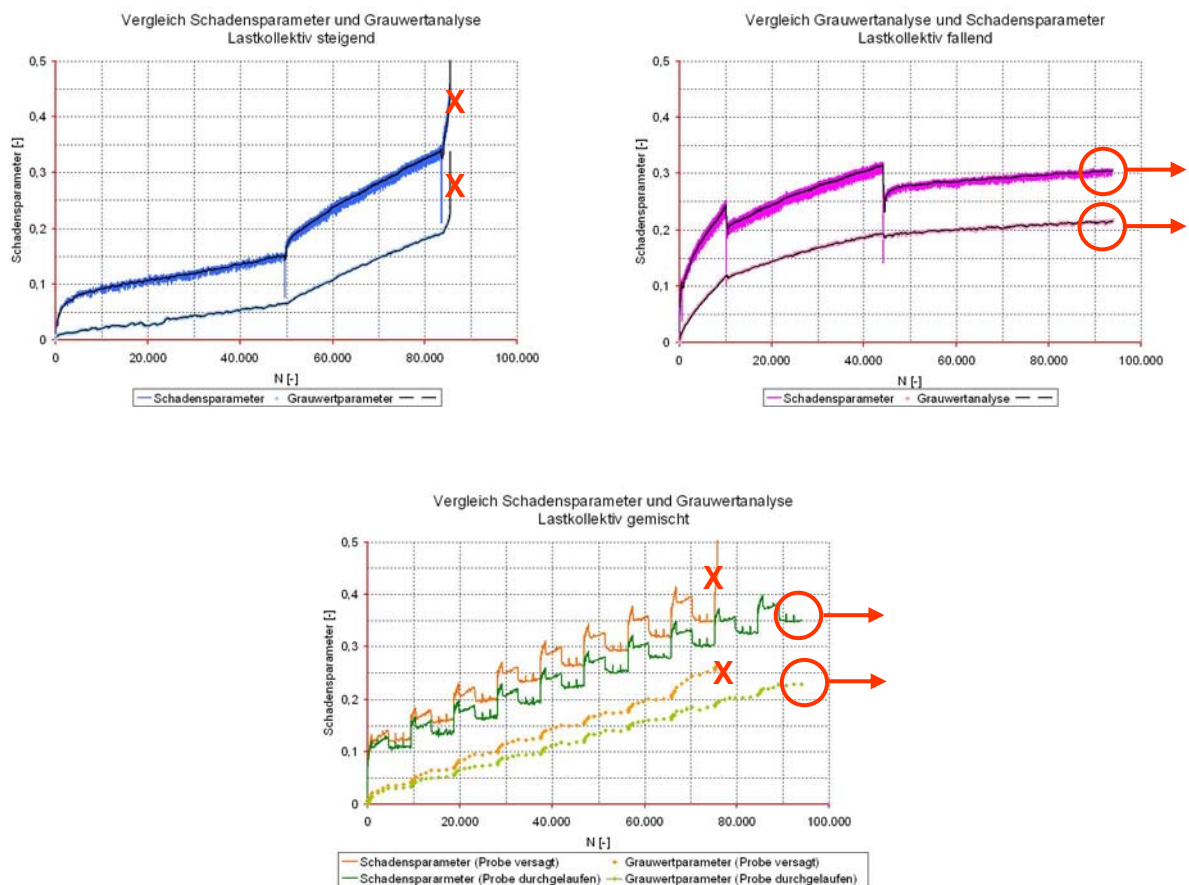 Vergleich Schadensparameter und Grauwertanalyse
Lastkollektiv steigend
0,5
0,4
0,3
0,2
0,1
0
Schadensparameter [-]
X
X
0 20.000 40.000 60.000 80.000 100.000
N [-]
Schadensparameter Grauwertparameter
Vergleich Grauwertanalyse und Schadensparameter
Lastkollektiv fallend
0,5
0,4
0,3
0,2
0,1
0
Schadensparameter [-]
0 20.000 40.000 60.000 80.000 100.000
N [-]
Schadensparameter Grauwertanalyse
Vergleich Schadensparameter und Grauwertanalyse
Lastkollektiv gemischt
0,5
0,4
0,3
0,2
0,1
0
Schadensparameter [-]
X
X
0 20.000 40.000 60.000 80.000 100.000
N [-]
Schadensparameter (Probe versagt) Grauwertparameter (Probe versagt)
Schadensparmeter (Probe durchgelaufen) Grauwertparameter (Probe durchgelaufen)